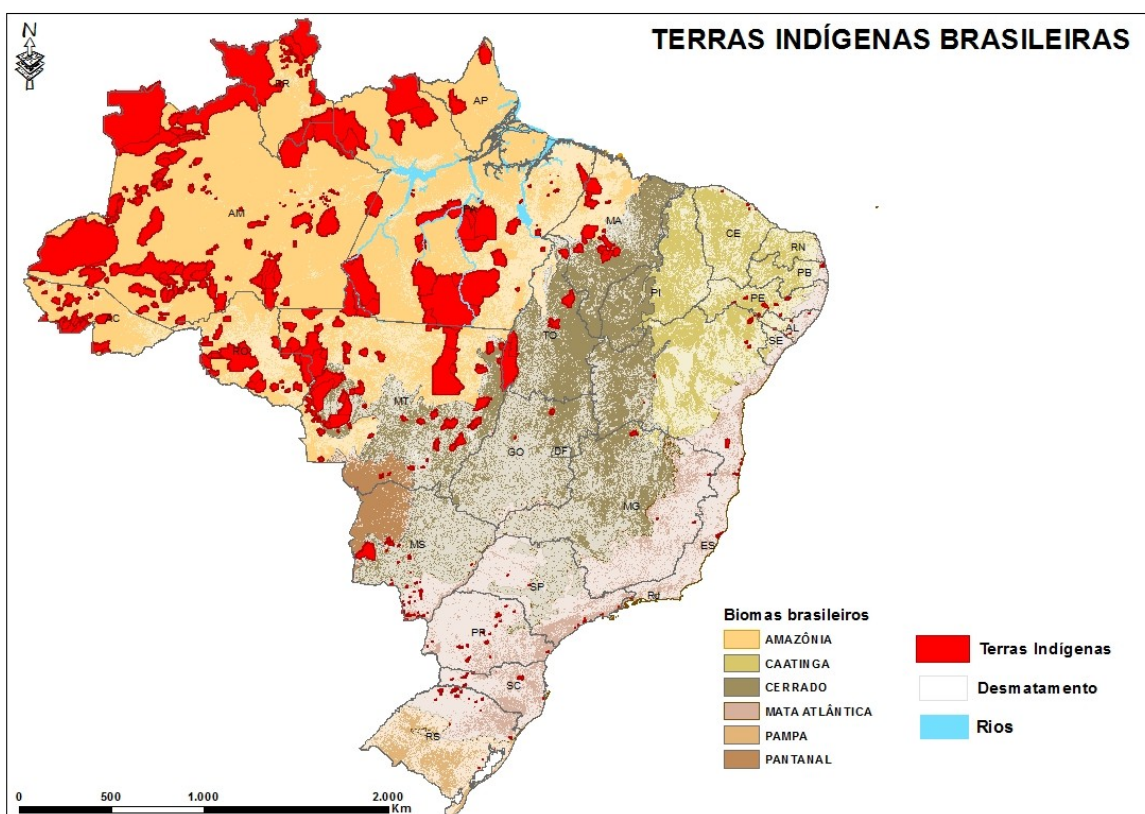 TERRAS INDÍGENAS BRASILEIRAS
N
RR
AP
AM
PA
MA
CE
RN
PB
PI
PE
AL
SE
AC
TO
RO
MT
GO
DF
MG
MS
ES
SP
RJ
PR
SC
RS
Biomas brasileiros
AMAZÔNIA
CAATINGA
CERRADO
MATA ATLÂNTICA
PAMPA
PANTANAL
Terras Indígenas
Desmatamento
Rios
0 500 1.000 2.000
Km